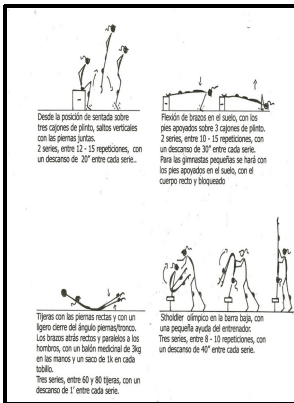 Desde la posición de sentada sobre
tres cajones de plinto, saltos verticales
con las piernas juntas.
2 series, entre 12 - 15 repeticiones, con
un descanso de 20" entre cada serie..
Flexión de brazos en el suelo, con los
pies apoyados sobre 3 cajones de plinto.
2 series, entre 10 - 15 repeticiones, con
un descanso de 30" entre cada serie.
Para las gimnastas pequeñas se hará con
los pies apoyados en el suelo, con el
cuerpo recto y bloqueado
Tijeras con las piernas rectas y con un
ligero cierre del ángulo piernas/tronco.
Los brazos atrás rectos y paralelos a los
hombros, con un balón medicinal de 3kg
en las manos y un saco de 1k en cada
tobillo.
Tres series, entre 60 y 80 tijeras, con un
descanso de 1' entre cada serie.
Stholdier olímpico en la barra baja, con
una pequeña ayuda del entrenador.
Tres series, entre 8 - 10 repeticiones, con
un descanso de 40" entre cada serie.